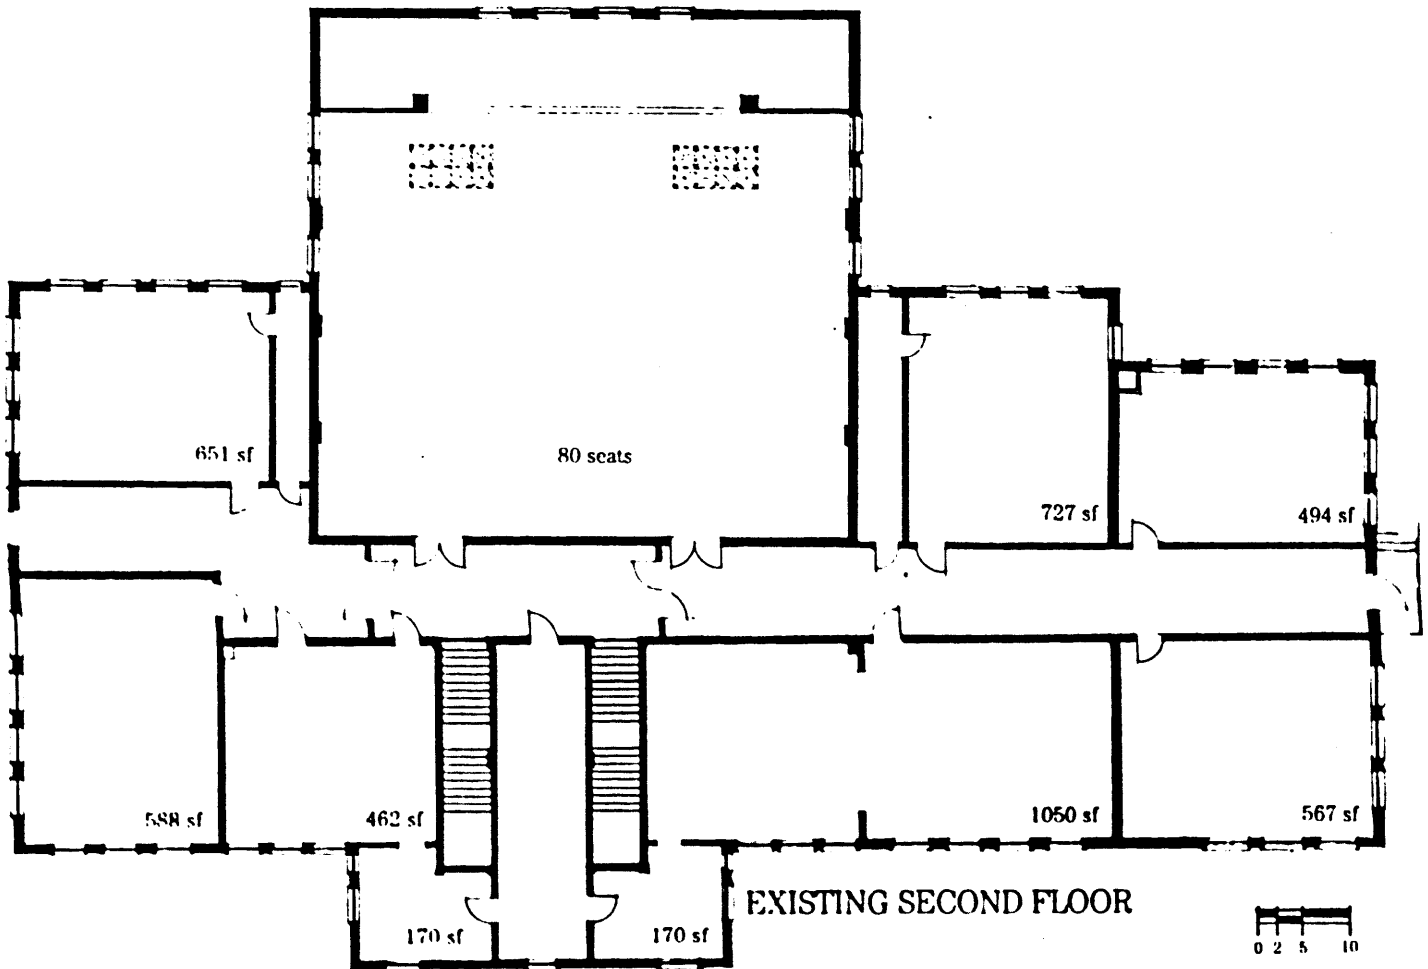 651 sf
80 seats
727 sf
494 sf
588 sf
462 sf
1050 sf
567 sf
EXISTING SECOND FLOOR
170 sf
170 sf
0 2 5 10